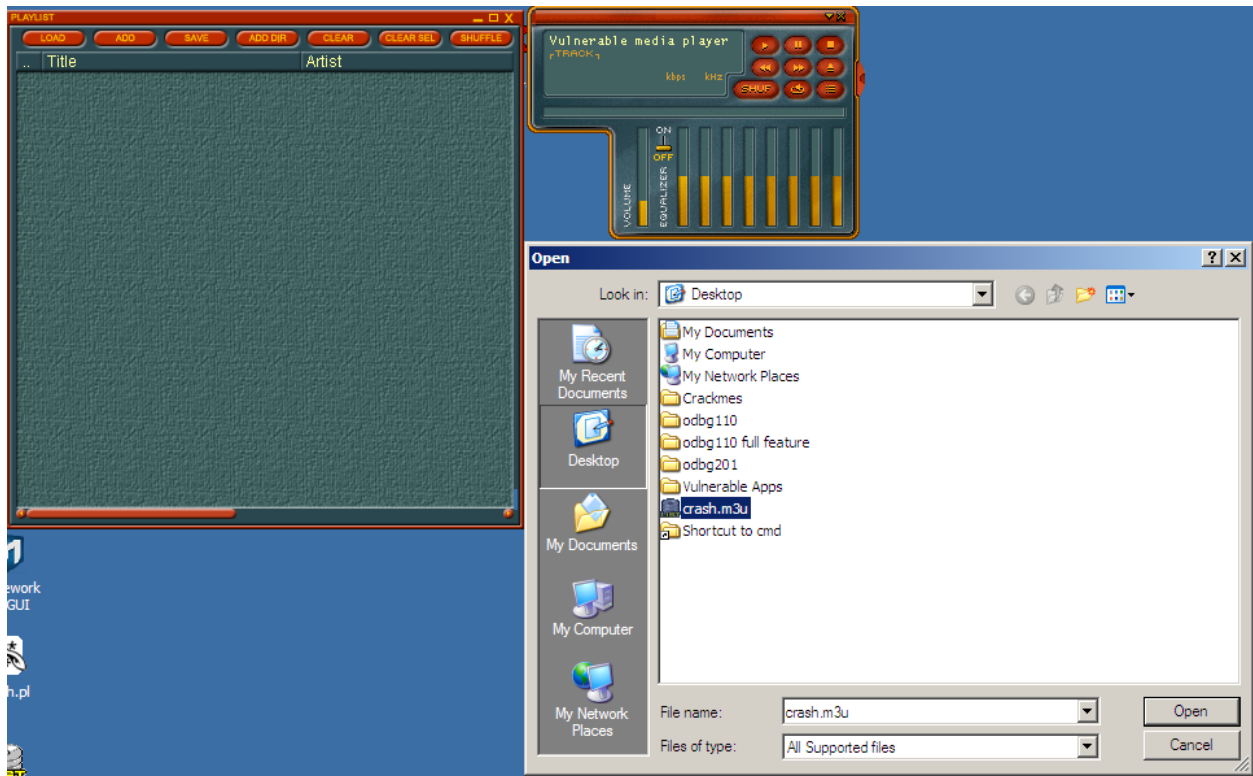 PLAYLIST
LOAD ADD SAVE ADD DIR CLEAR CLEAR SEL SHUFFLE
.. Title Artist
Vulnerable media player
TRACK
kbps kHz
SHUF
ON
OFF
VOLUME
EQUALIZER
Open
Look in: Desktop
My Recent
Documents
Desktop
My Documents
My Computer
My Network
Places
My Documents
My Computer
My Network Places
Crackmes
odbg110
odbg110 full feature
odbg201
Vulnerable Apps
crash.m3u
Shortcut to cmd
File name: crash.m3u Open
Files of type: All Supported files Cancel
ework
GUI
h.pl